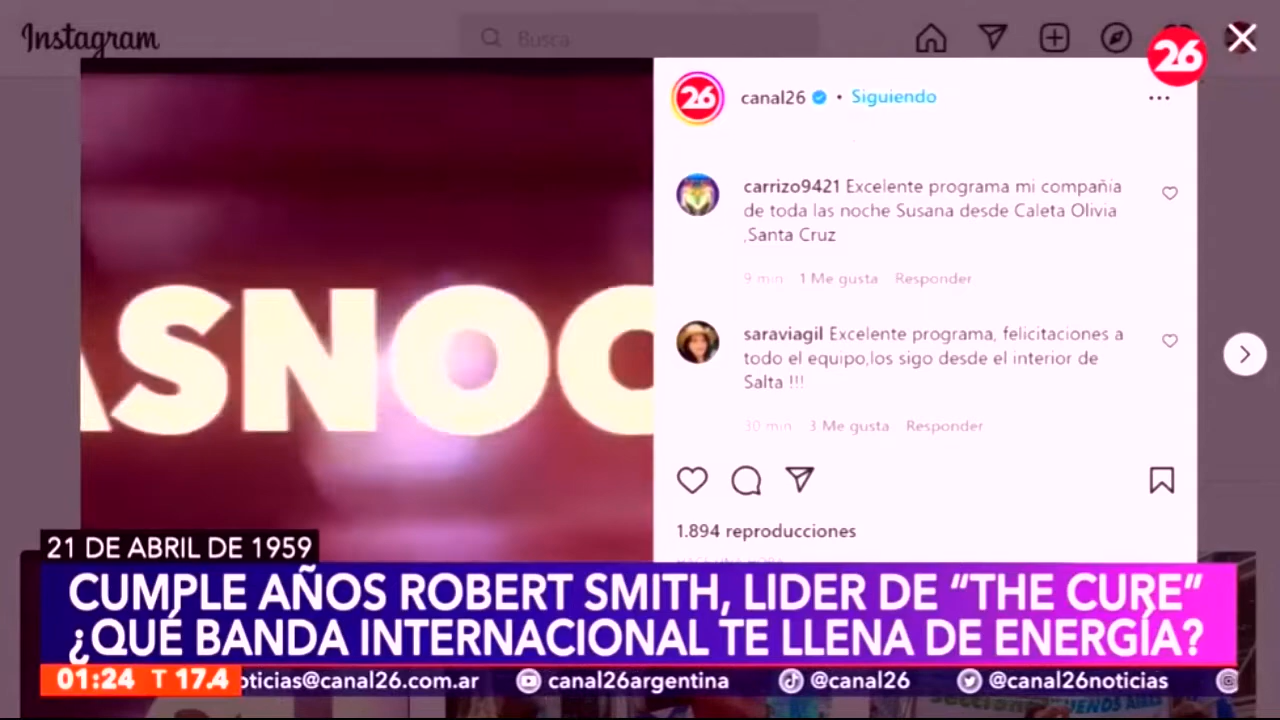 Instagram
Busca
26
26
canal26 • Siguiendo
carrizo9421 Excelente programa mi compañia
de toda las noche Susana desde Caleta Olivia
,Santa Cruz
9 min 1 Me gusta Responder
saraviagil Excelente programa, felicitaciones a
todo el equipo,los sigo desde el interior de
Salta !!!
30 min 3 Me gusta Responder
ASNOC
1.894 reproducciones
21 DE ABRIL DE 1959
CUMPLE AÑOS ROBERT SMITH, LIDER DE “THE CURE”
¿QUÉ BANDA INTERNACIONAL TE LLENA DE ENERGÍA?
01:24 T 17.4 oticias@canal26.com.ar canal26argentina @canal26 @canal26noticias